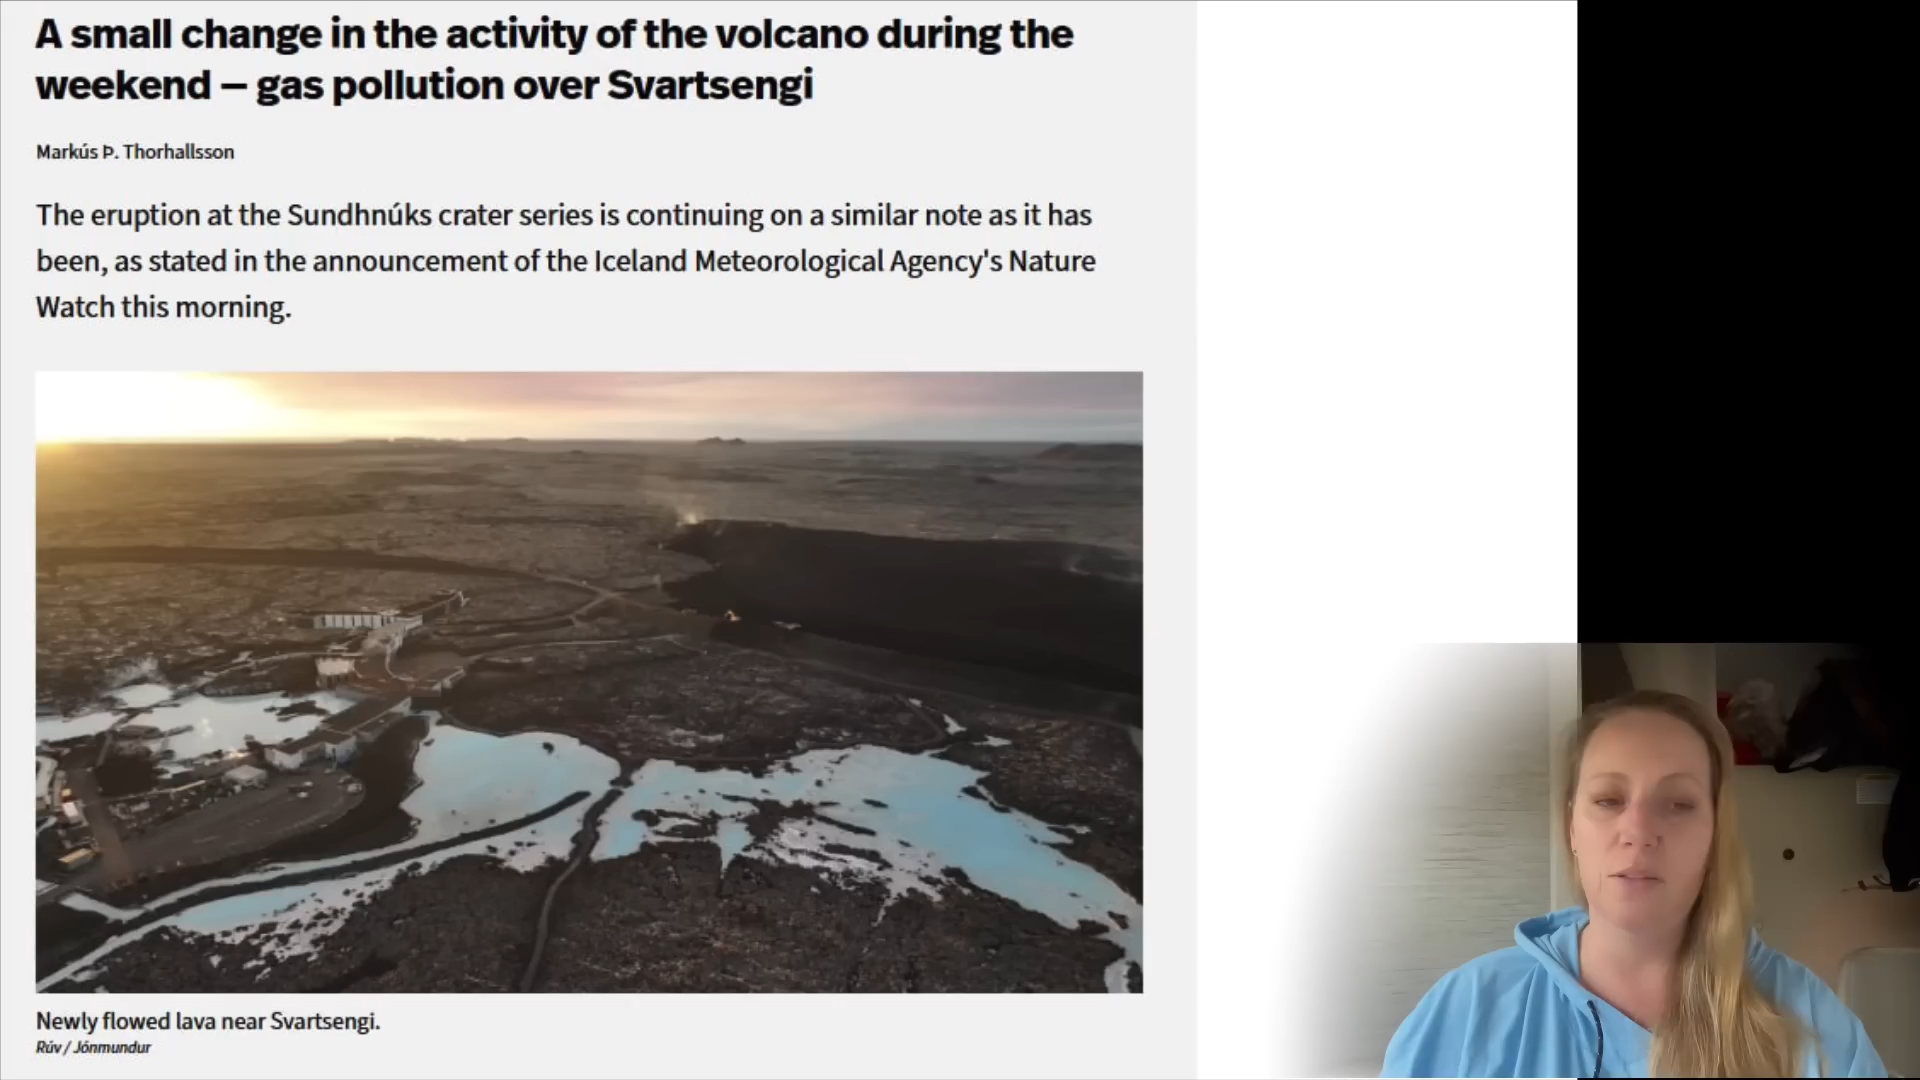 A small change in the activity of the volcano during the
weekend – gas pollution over Svartsengi
Markús Þ. Thorhallsson
The eruption at the Sundhnúks crater series is continuing on a similar note as it has
been, as stated in the announcement of the Iceland Meteorological Agency's Nature
Watch this morning.
Newly flowed lava near Svartsengi.
Rúv / Jónmundur